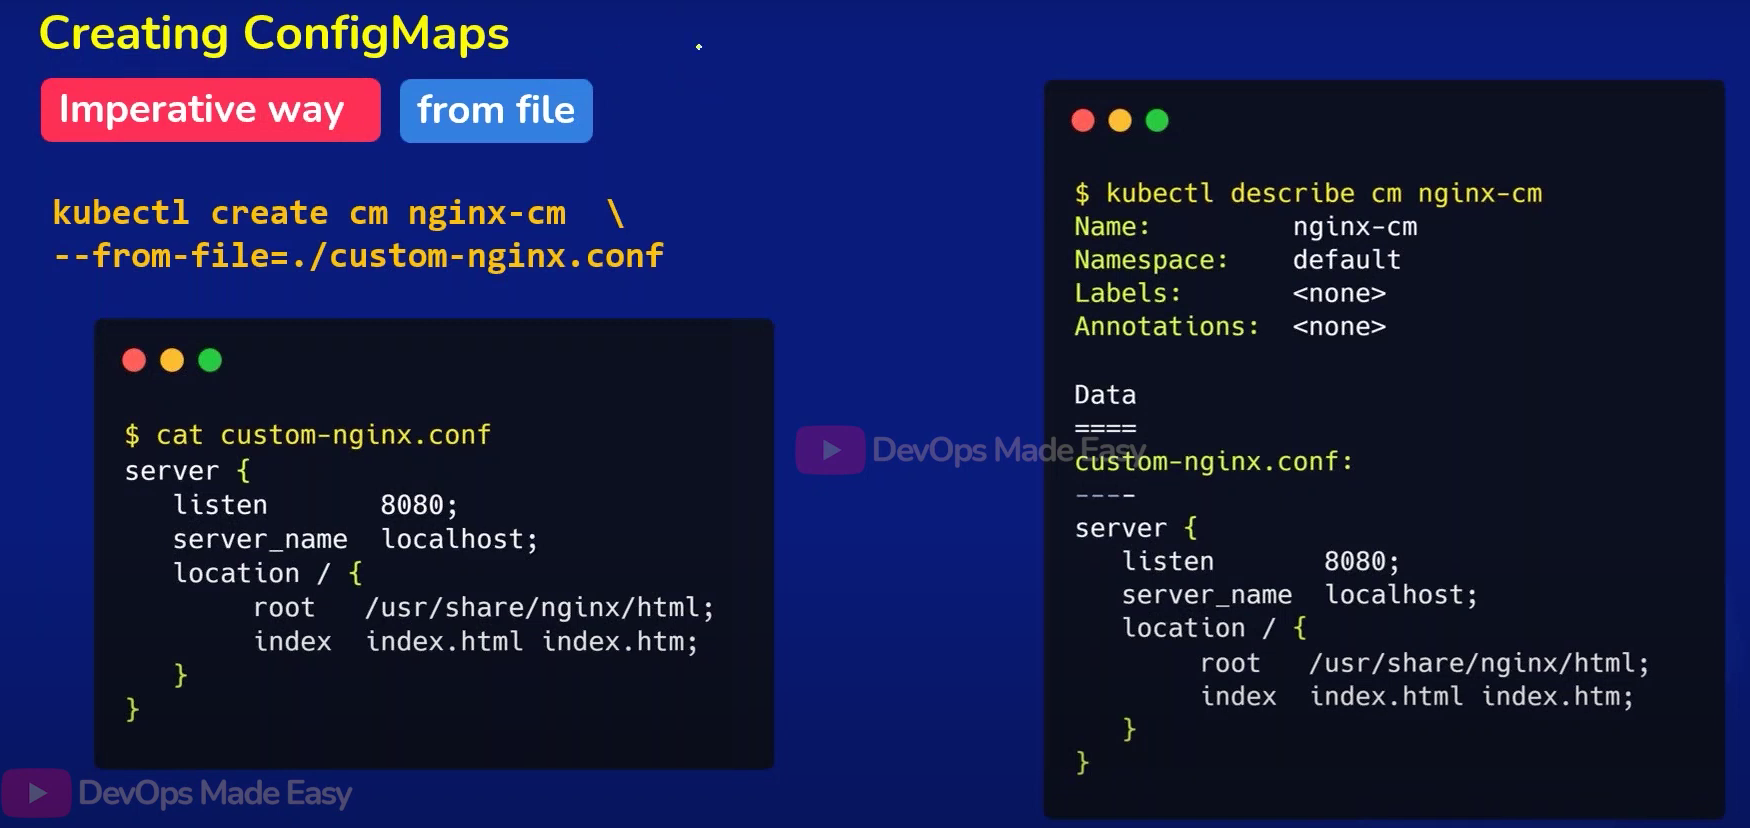 Creating ConfigMaps
Imperative way
from file
kubectl create cm nginx-cm \
--from-file=./custom-nginx.conf
$ cat custom-nginx.conf
server {
listen 8080;
server_name localhost;
location / {
root /usr/share/nginx/html;
index index.html index.htm;
}
}
DevOps Made Easy
DevOps Made Easy
$ kubectl describe cm nginx-cm
Name: nginx-cm
Namespace: default
Labels: <none>
Annotations: <none>
Data
====
custom-nginx.conf:
----
server {
listen 8080;
server_name localhost;
location / {
root /usr/share/nginx/html;
index index.html index.htm;
}
}